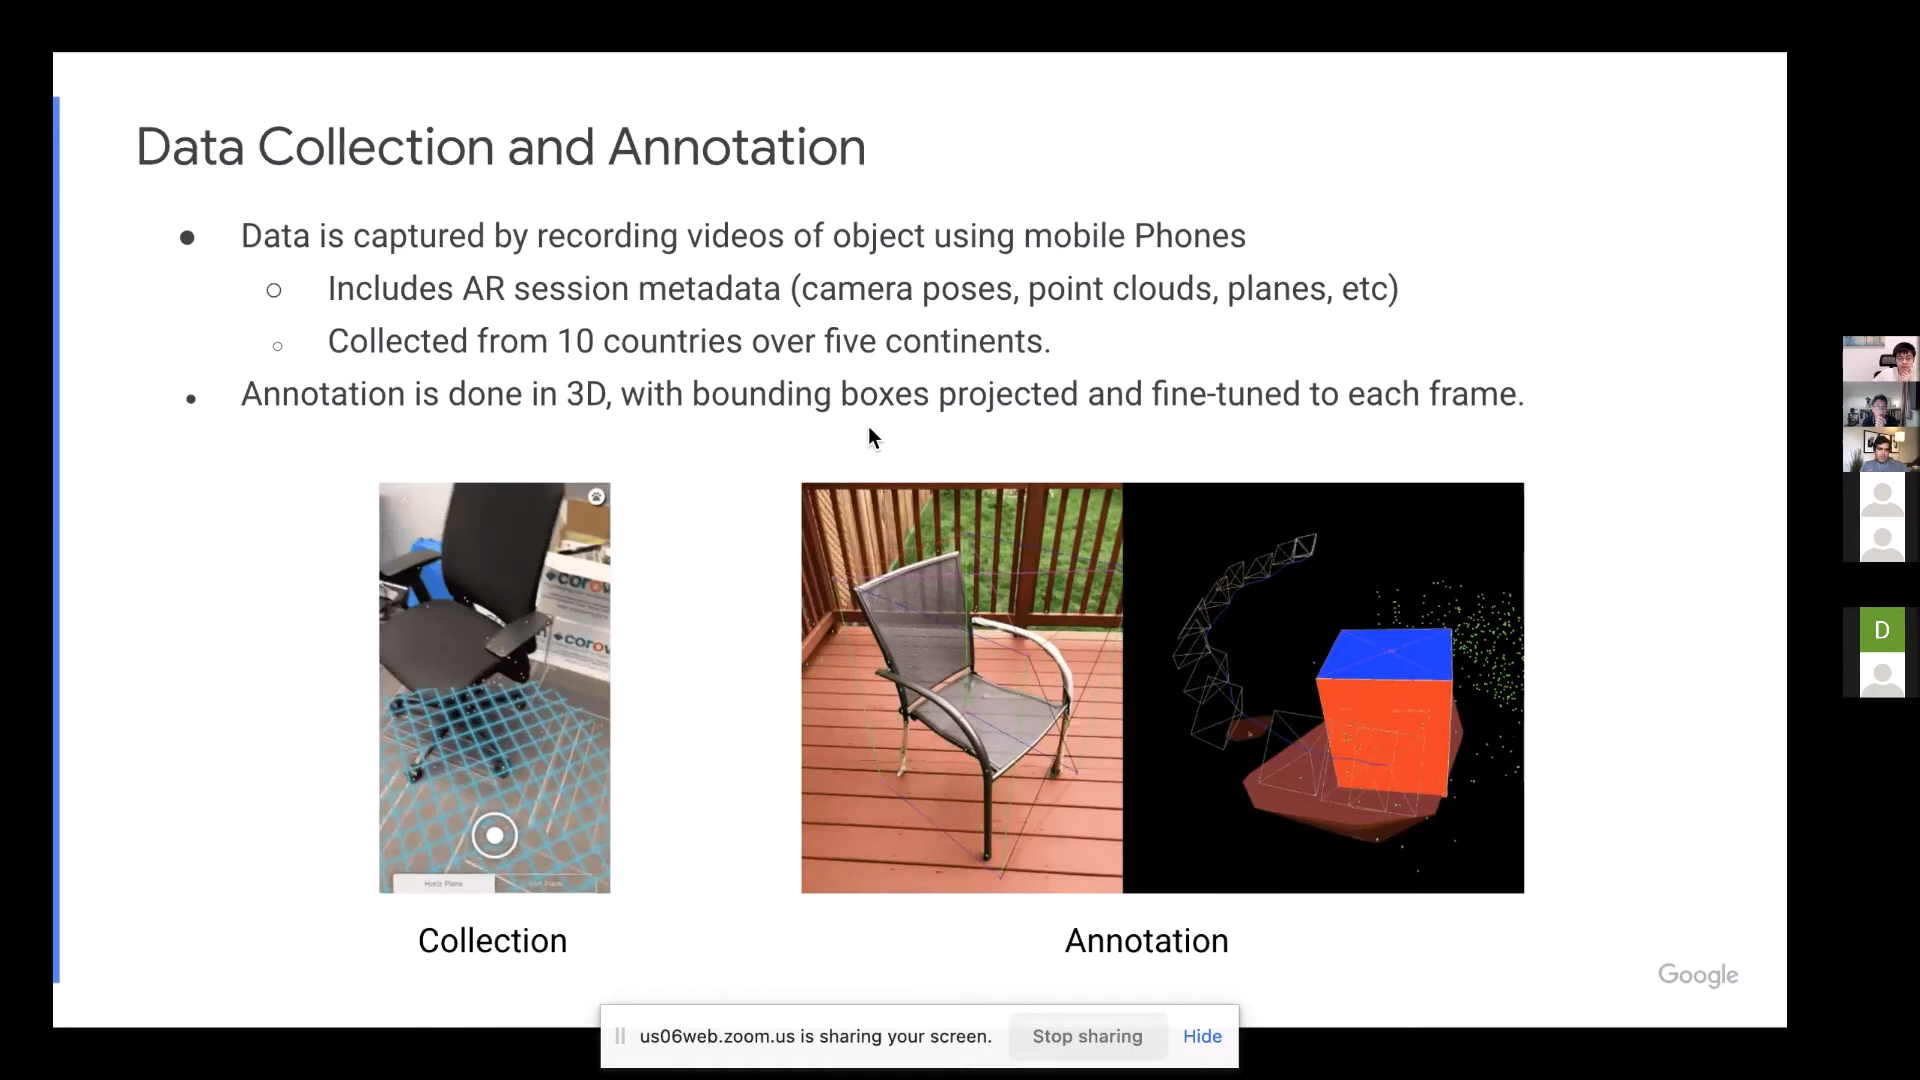 Data Collection and Annotation
● Data is captured by recording videos of object using mobile Phones
○ Includes AR session metadata (camera poses, point clouds, planes, etc)
○ Collected from 10 countries over five continents.
● Annotation is done in 3D, with bounding boxes projected and fine-tuned to each frame.
Horiz Plane
Collection
Annotation
Google
D
us06web.zoom.us is sharing your screen.
Stop sharing
Hide